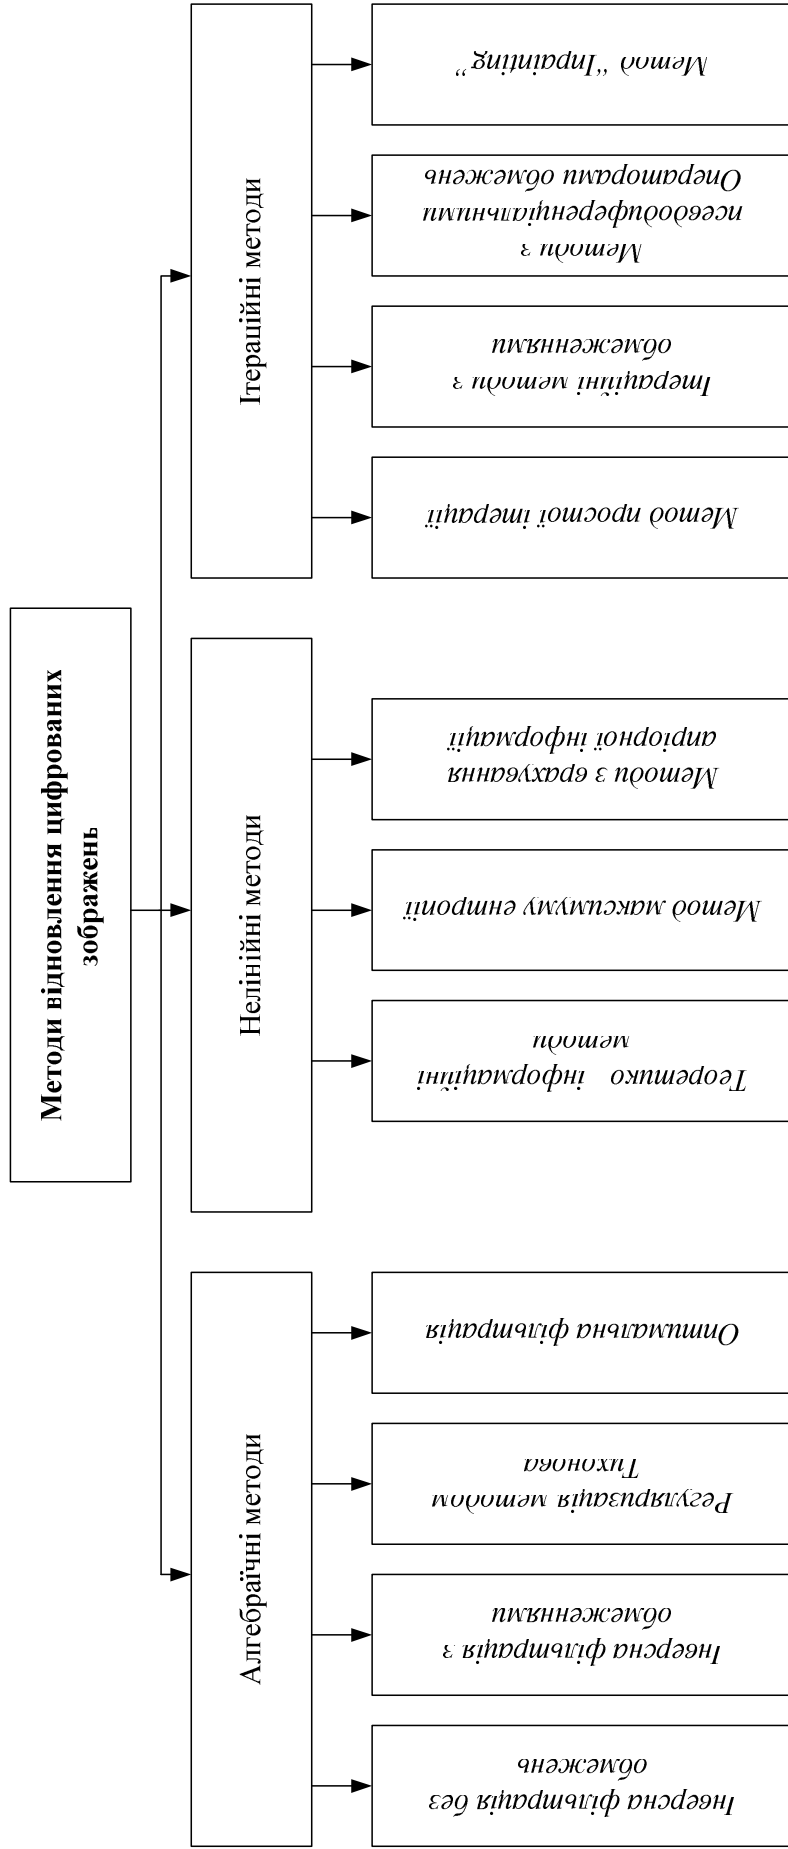 Методи відновлення цифрованих
зображень
Алгебраїчні методи
Нелінійні методи
Ітераційні методи
Інверсна фільтрація без
обмежень
Інверсна фільтрація з
обмеженнями
Регуляризація методом
Тихонова
Оптимальна фільтрація
Теоретико інформаційні
методи
Метод максимуму ентропії
Методи з врахування
апріорної інформації
Метод простої ітерації
Ітераційні методи з
обмеженнями
Методи з
псевдодиференціальними
Операторами обмежень
Метод “Inpainting”